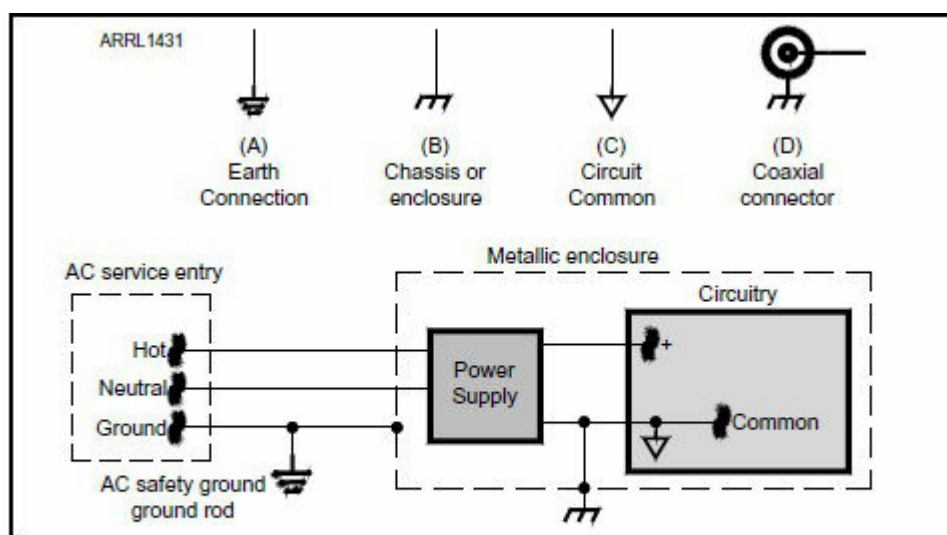 ARRL1431
(A)
Earth
Connection
(B)
Chassis or
enclosure
(C)
Circuit
Common
(D)
Coaxial
connector
AC service entry
Metallic enclosure
Circuitry
Hot
Neutral
Ground
Power
Supply
+
Common
AC safety ground
ground rod